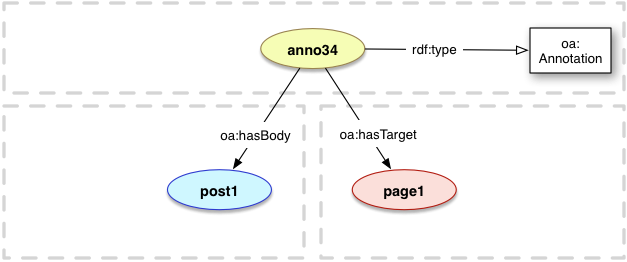 anno34
rdf:type
oa:
Annotation
oa:hasBody
oa:hasTarget
post1
page1